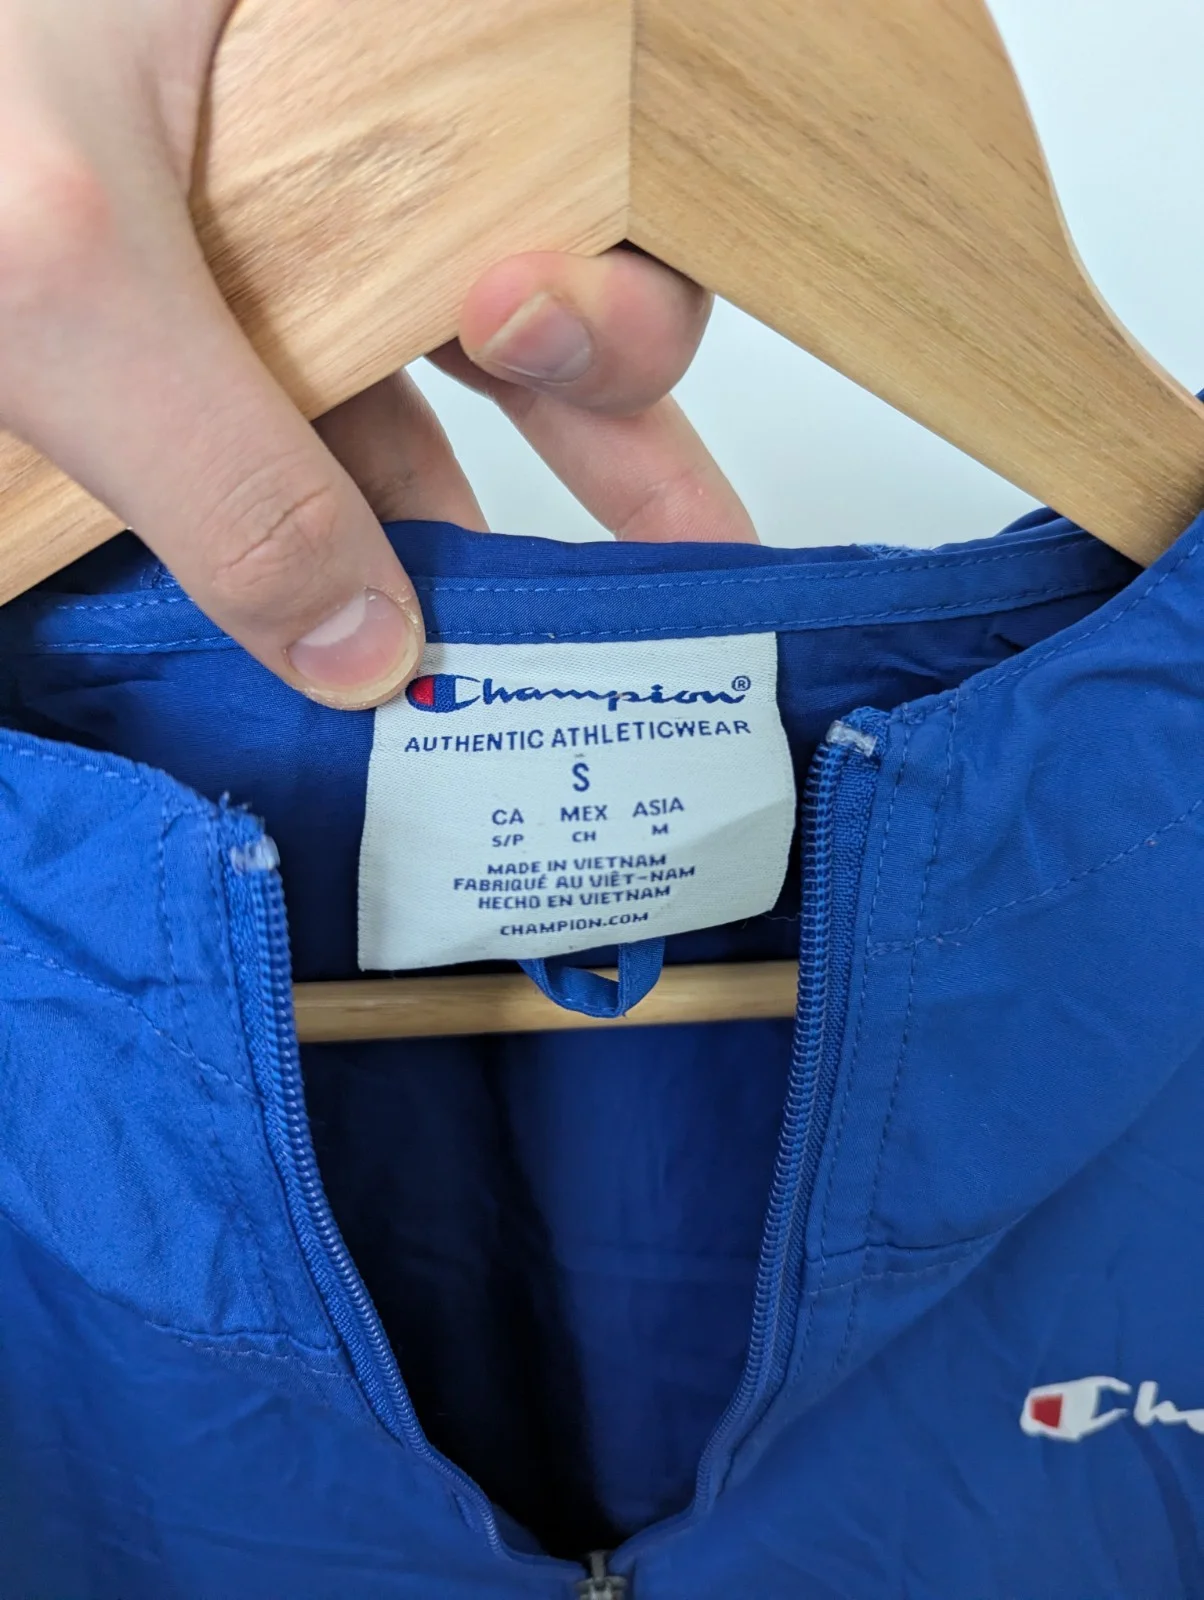 Champion®
AUTHENTIC ATHLETICWEAR
S
CA MEX ASIA
S/P CH M
MADE IN VIETNAM
FABRIQUÉ AU VIÊT-NAM
HECHO EN VIETNAM
CHAMPION.COM
Cha